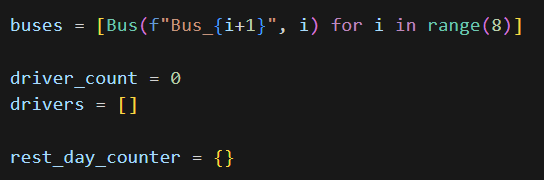 buses = [Bus(f"Bus_{i+1}", i) for i in range(8)]
driver_count = 0
drivers = []
rest_day_counter = {}